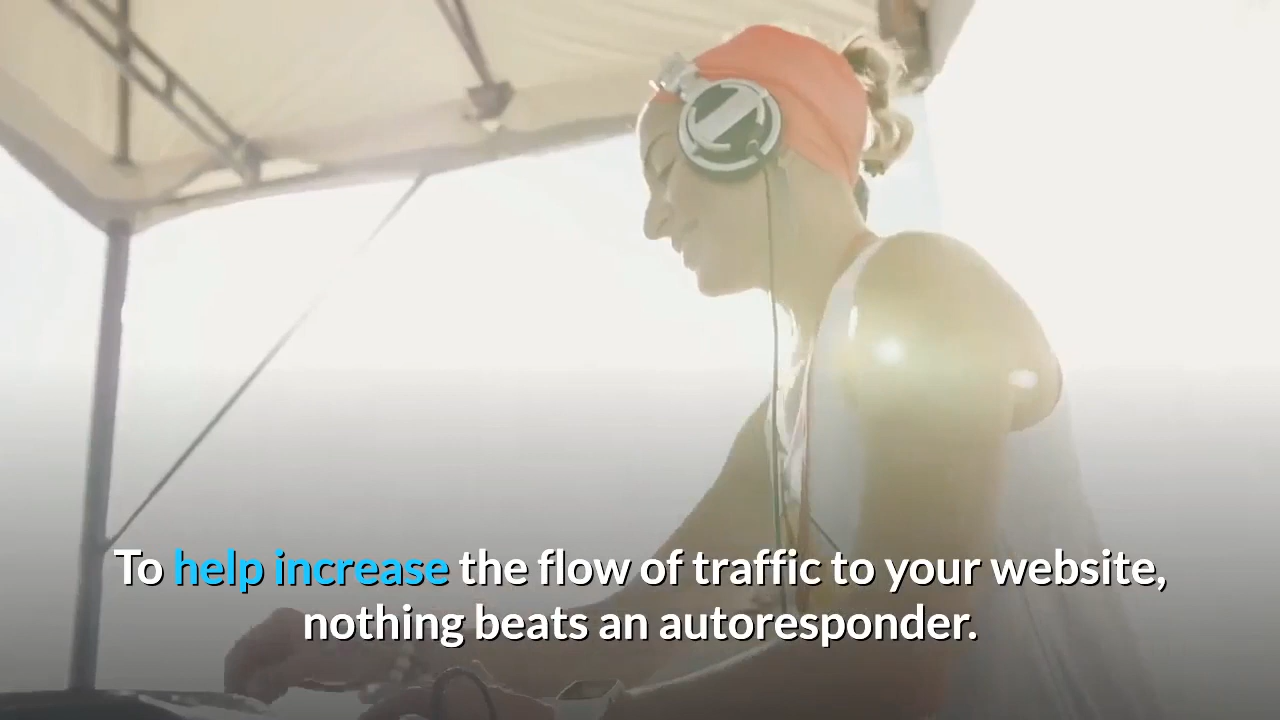 To help increase the flow of traffic to your website,
nothing beats an autoresponder.